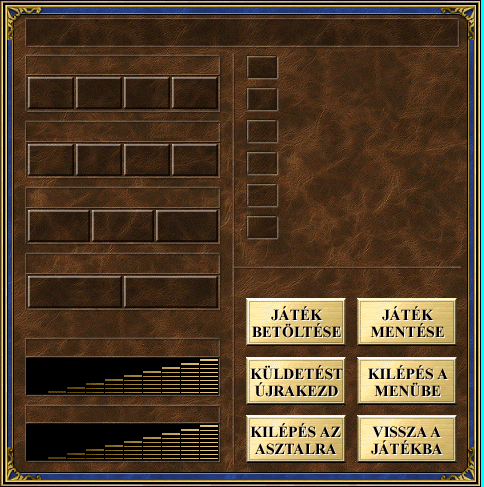 JÁTÉK
BETÖLTÉSE
JÁTÉK
MENTÉSE
KÜLDETÉST
ÚJRAKEZD
KILÉPÉS A
MENÜBE
KILÉPÉS AZ
ASZTALRA
VISSZA A
JÁTÉKBA